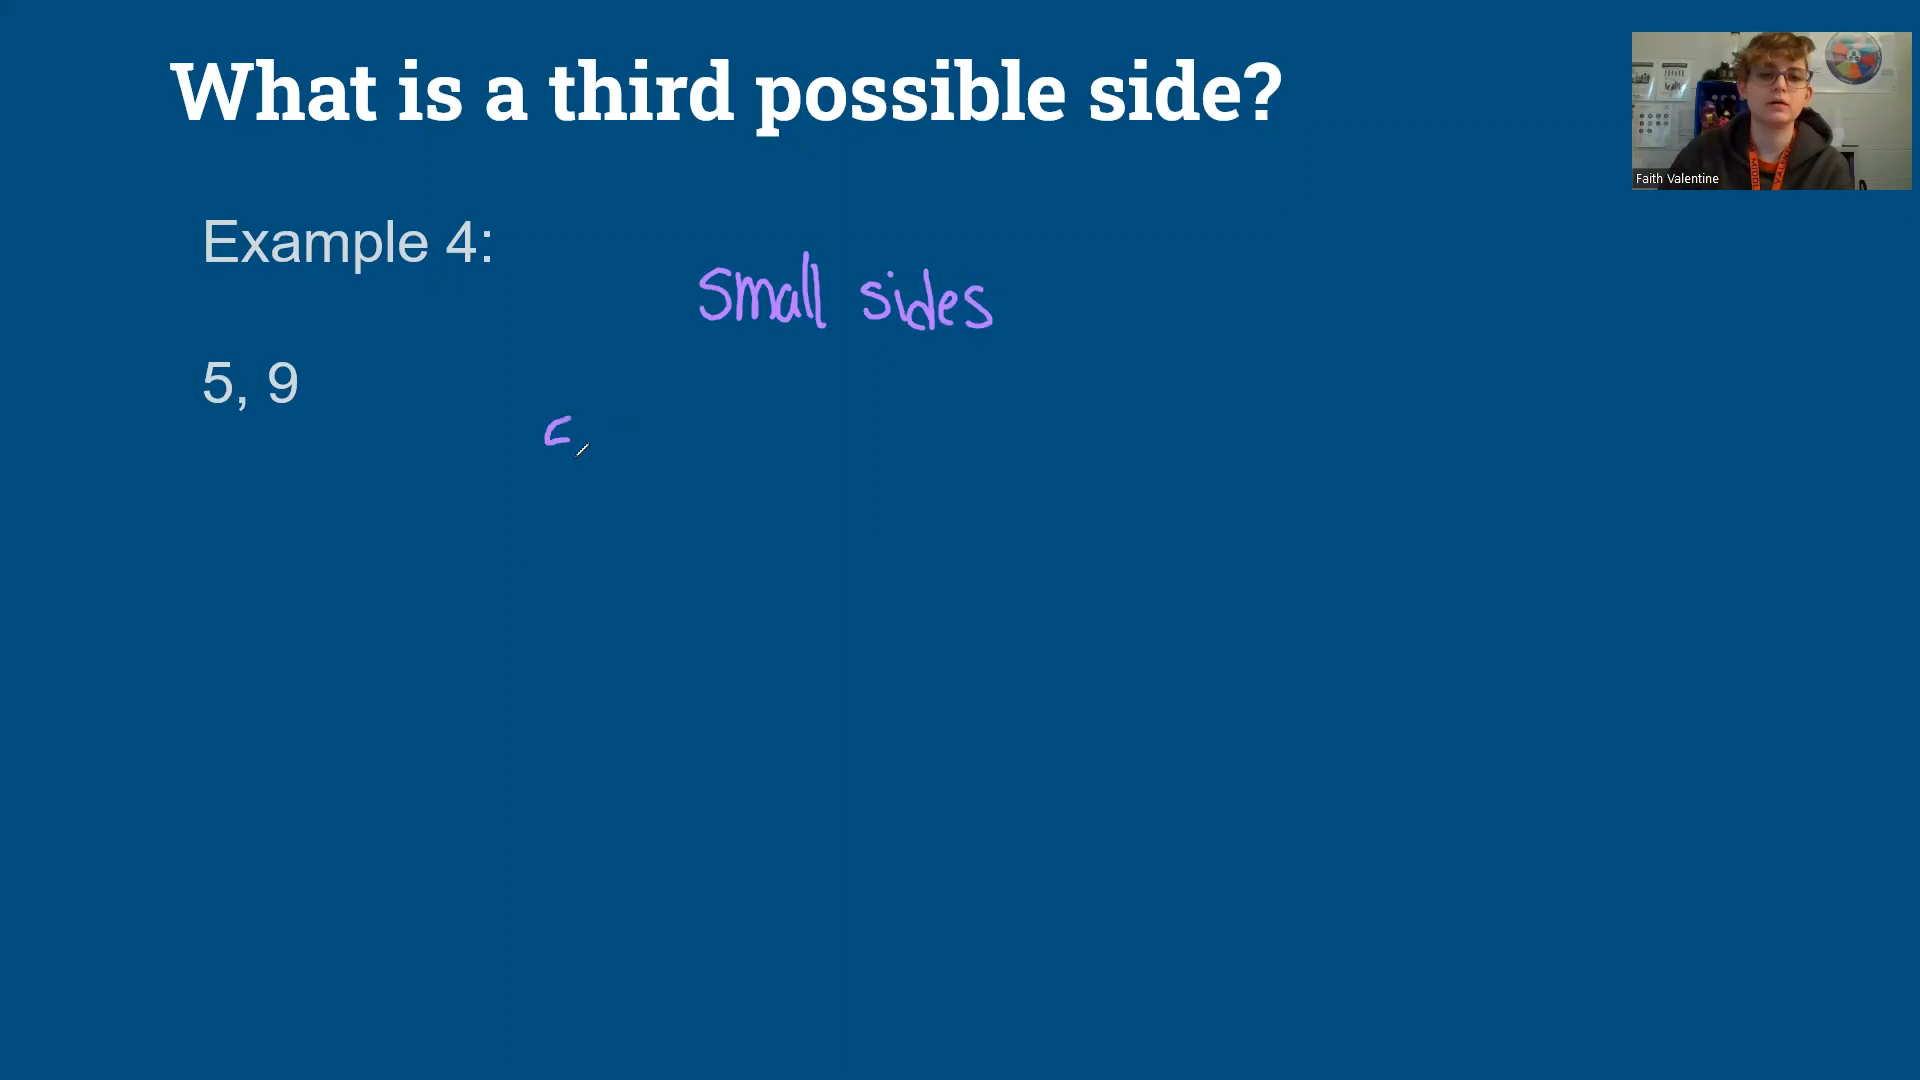 What is a third possible side?
Faith Valentine
Example 4:
small sides
5, 9